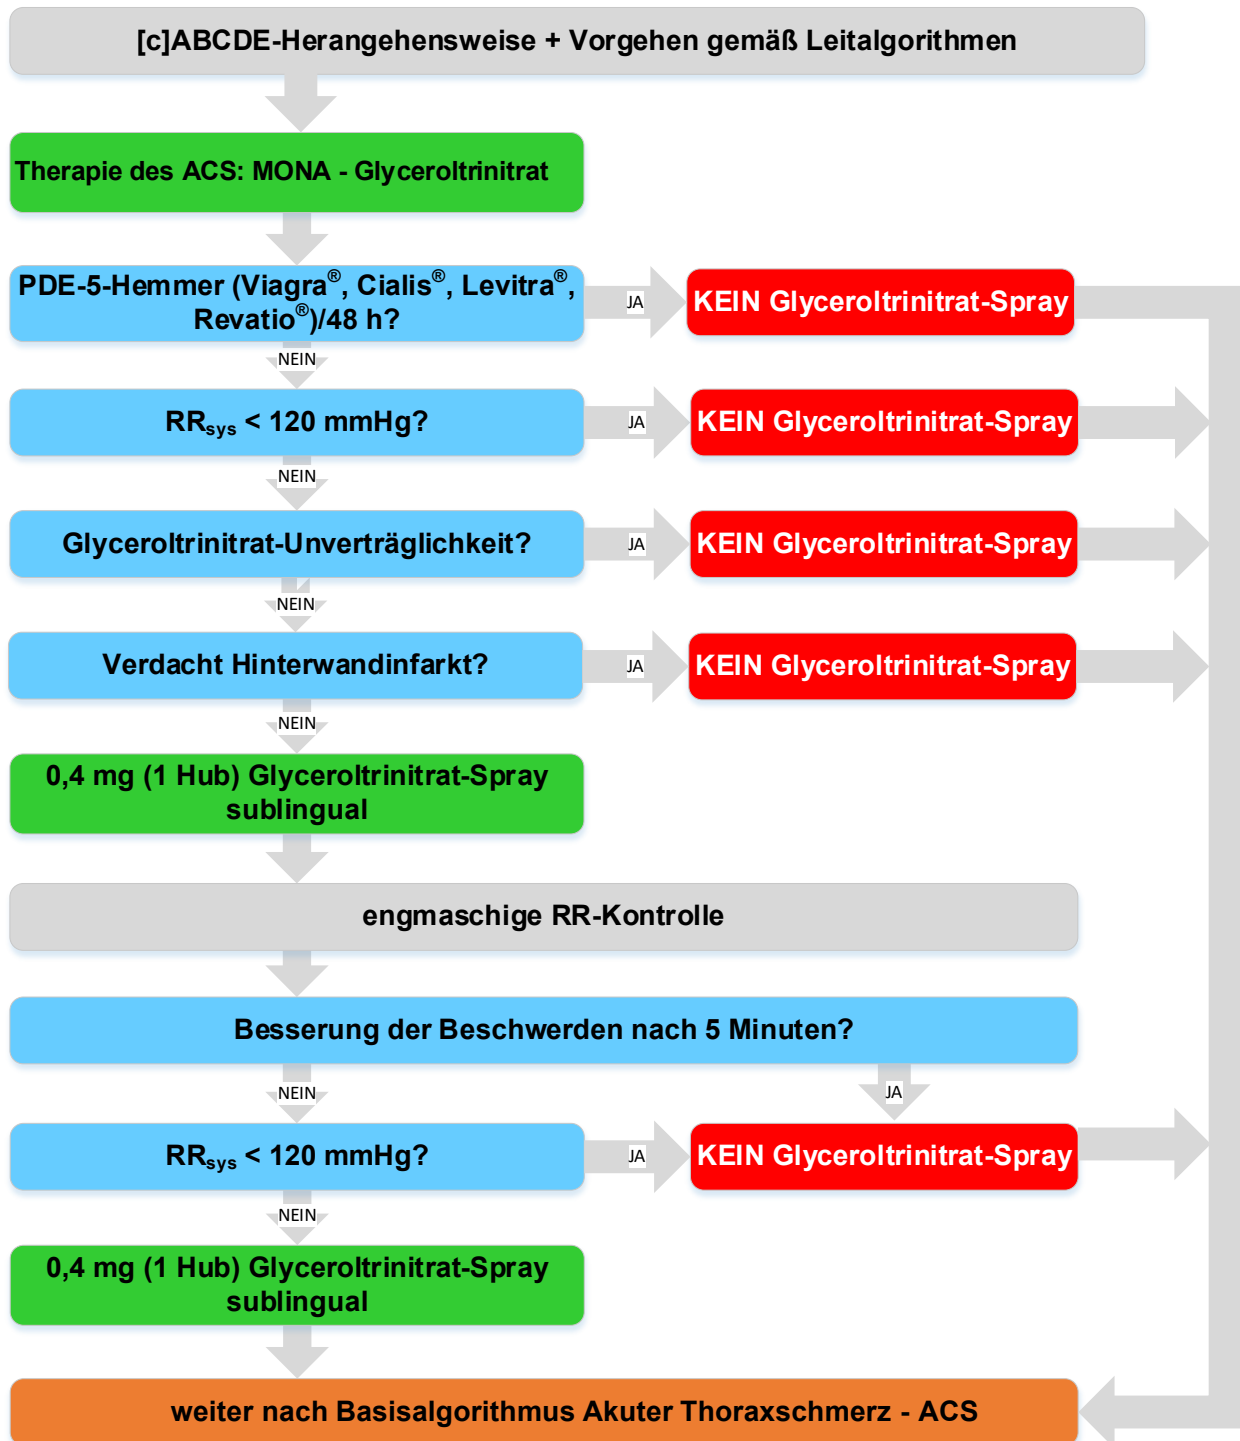 [c]ABCDE-Herangehensweise + Vorgehen gemäß Leitalgorithmen
Therapie des ACS: MONA - Glyceroltrinitrat
PDE-5-Hemmer (Viagra®, Cialis®, Levitra®,
Revatio®)/48 h?
JA
KEIN Glyceroltrinitrat-Spray
NEIN
RRsys < 120 mmHg?
JA
KEIN Glyceroltrinitrat-Spray
NEIN
Glyceroltrinitrat-Unverträglichkeit?
JA
KEIN Glyceroltrinitrat-Spray
NEIN
Verdacht Hinterwandinfarkt?
JA
KEIN Glyceroltrinitrat-Spray
NEIN
0,4 mg (1 Hub) Glyceroltrinitrat-Spray
sublingual
engmaschige RR-Kontrolle
Besserung der Beschwerden nach 5 Minuten?
NEIN
JA
RRsys < 120 mmHg?
JA
KEIN Glyceroltrinitrat-Spray
NEIN
0,4 mg (1 Hub) Glyceroltrinitrat-Spray
sublingual
weiter nach Basisalgorithmus Akuter Thoraxschmerz - ACS